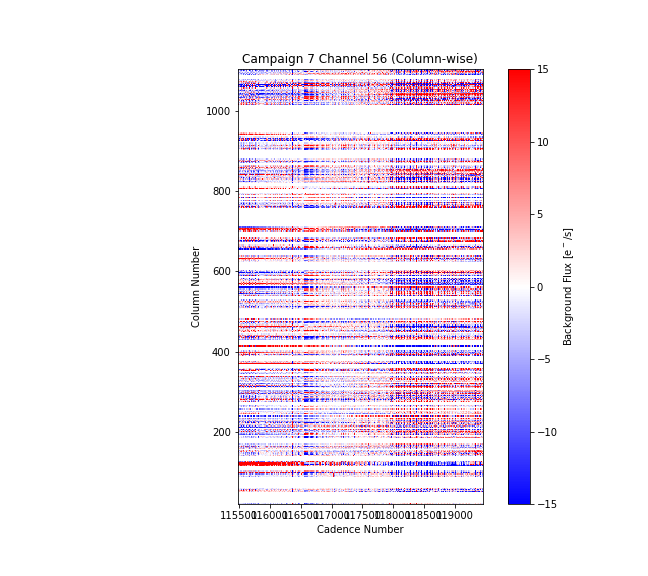 Campaign 7 Channel 56 (Column-wise)
Column Number
1000
800
600
400
200
115500 116000 116500 117000 117500 118000 118500 119000
Cadence Number
15
10
5
0
−5
−10
−15
Background Flux [e⁻/s]